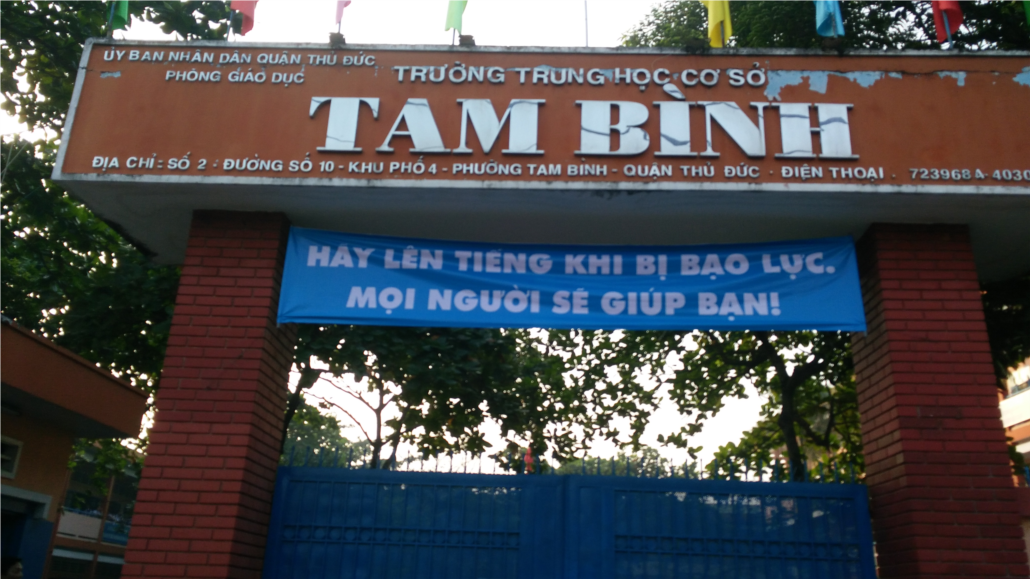 ỦY BAN NHÂN DÂN QUẬN THỦ ĐỨC
PHÒNG GIÁO DỤC
TRƯỜNG TRUNG HỌC CƠ SỞ
TAM BÌNH
ĐỊA CHỈ : SỐ 2 - ĐƯỜNG SỐ 10 - KHU PHỐ 4 - PHƯỜNG TAM BÌNH - QUẬN THỦ ĐỨC - ĐIỆN THOẠI . 7239684-4030
HÃY LÊN TIẾNG KHI BỊ BẠO LỰC.
MỌI NGƯỜI SẼ GIÚP BẠN!